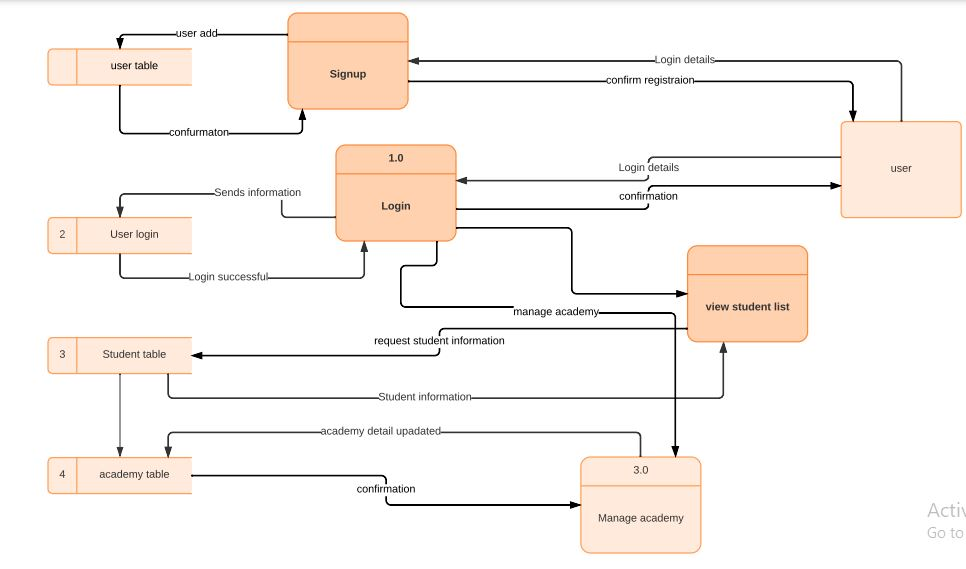 user add
user table
Signup
Login details
confirm registraion
confurmaton
1.0
Login
Login details
confirmation
user
Sends information
2
User login
Login successful
view student list
manage academy
request student information
3
Student table
Student information
academy detail upadated
4
academy table
confirmation
3.0
Manage academy
Activ
Go to